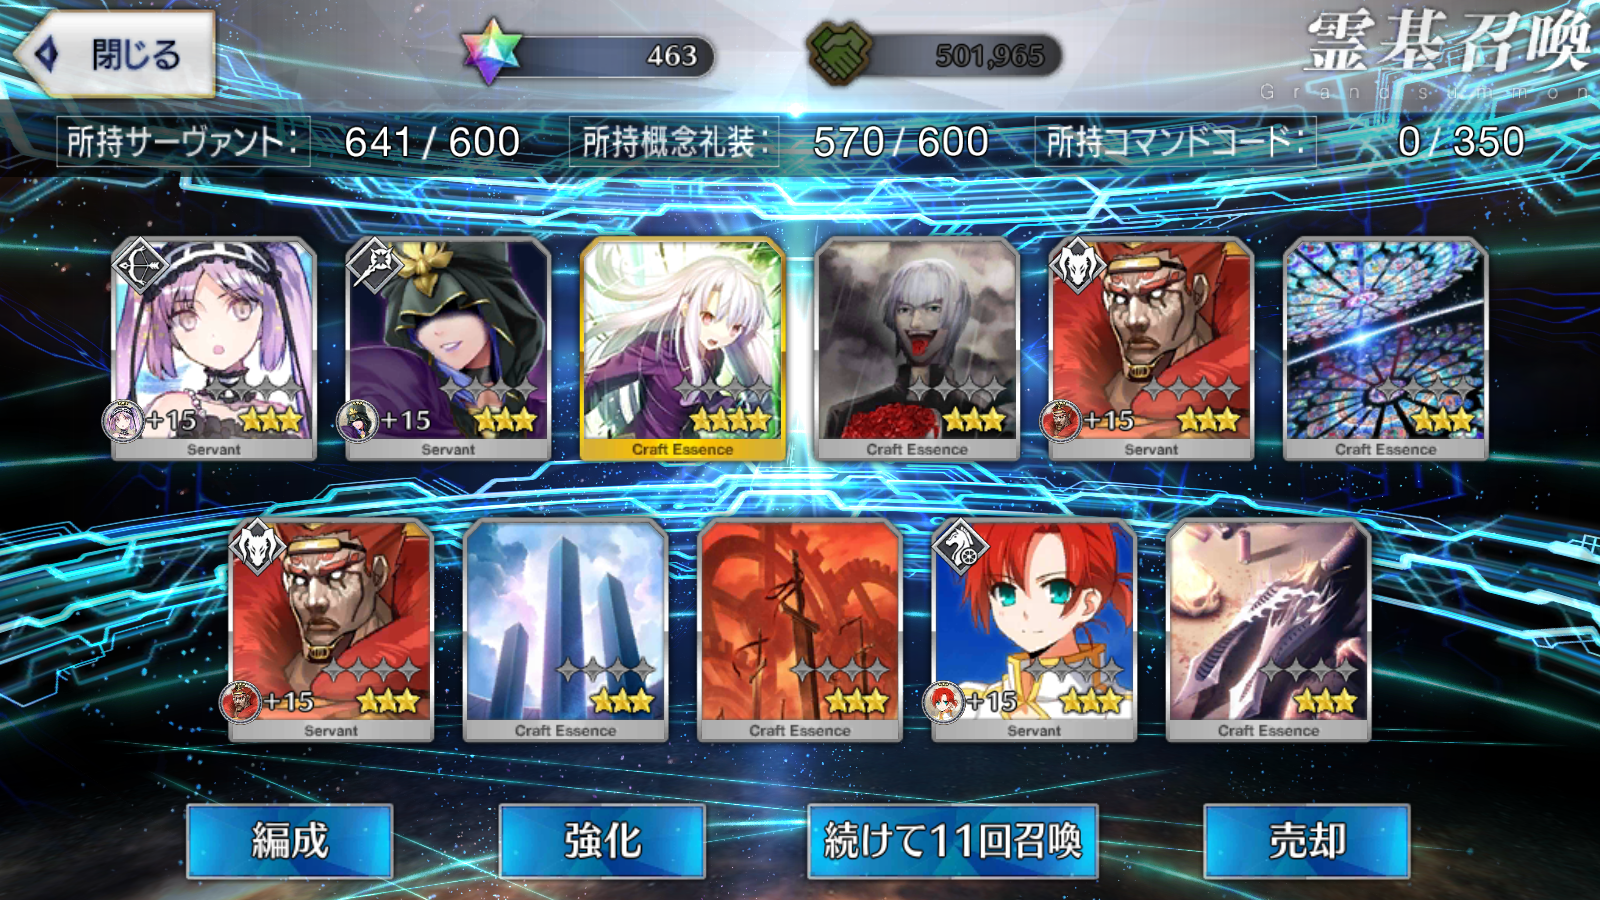 閉じる
463
501,965
霊基召喚
Grand summon
所持サーヴァント: 641 / 600
所持概念礼装: 570 / 600
所持コマンドコード: 0 / 350
+15
Servant
+15
Servant
Craft Essence
Craft Essence
+15
Servant
Craft Essence
+15
Servant
Craft Essence
Craft Essence
+15
Servant
Craft Essence
編成
強化
続けて11回召喚
売却